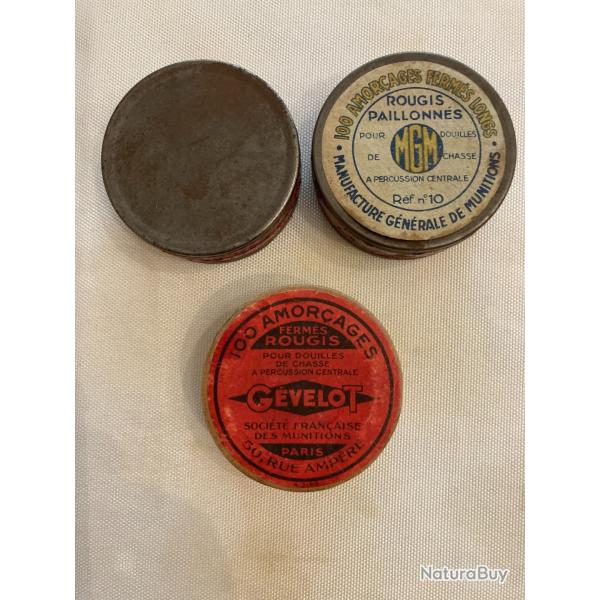 100 AMORÇAGES FERMÉS LONGS
ROUGIS
PAILLONNÉS
POUR DOUILLES
MGM
DE CHASSE
A PERCUSSION CENTRALE
Réf. n° 10
• MANUFACTURE GÉNÉRALE DE MUNITIONS •
100 AMORÇAGES
FERMÉS
ROUGIS
POUR DOUILLES
DE CHASSE
A PERCUSSION CENTRALE
GÉVELOT
SOCIÉTÉ FRANÇAISE
DES MUNITIONS
PARIS
50, RUE AMPÈRE
NaturaBuy